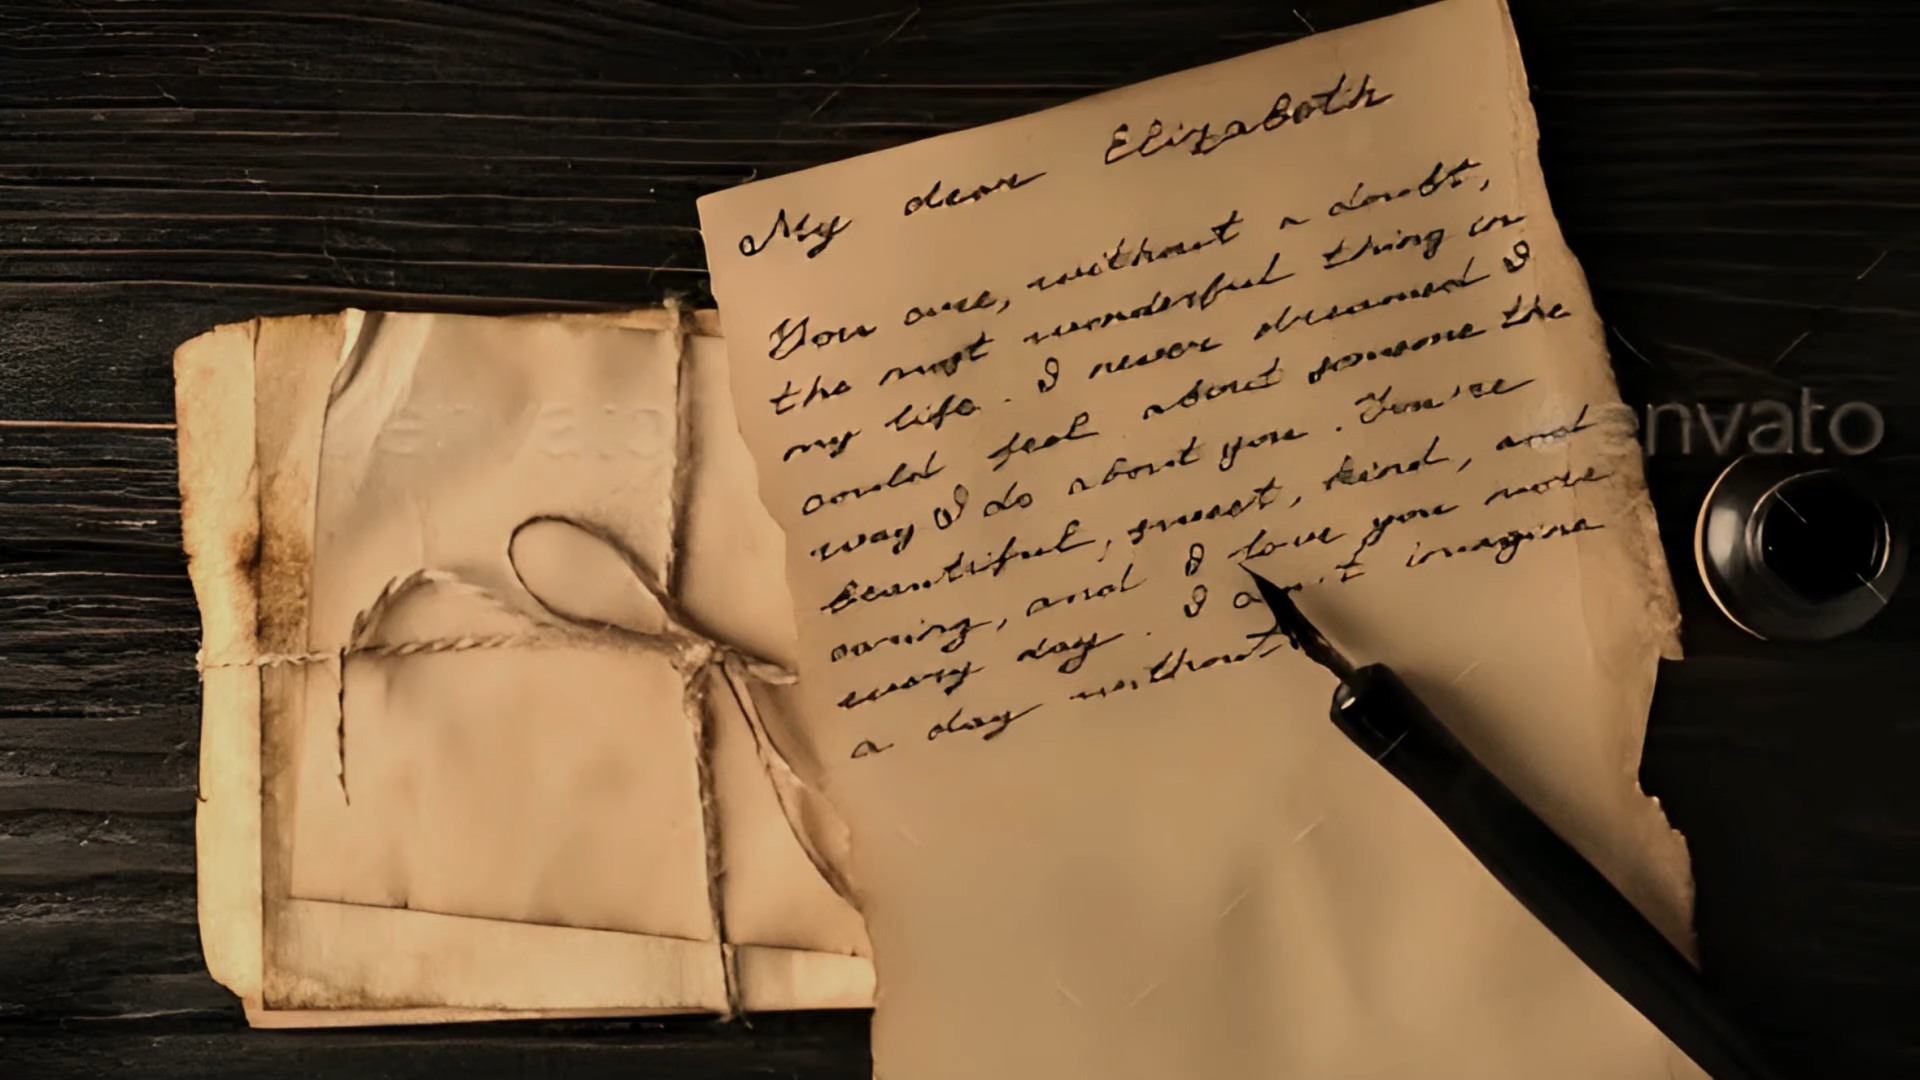 My dear Elizabeth
You are, without a doubt,
the most wonderful thing in
my life. I never dreamed I
could feel about someone the
way I do about you. You're
beautiful, sweet, kind, and
caring, and I love you more
every day. I can't imagine
a day without
envato